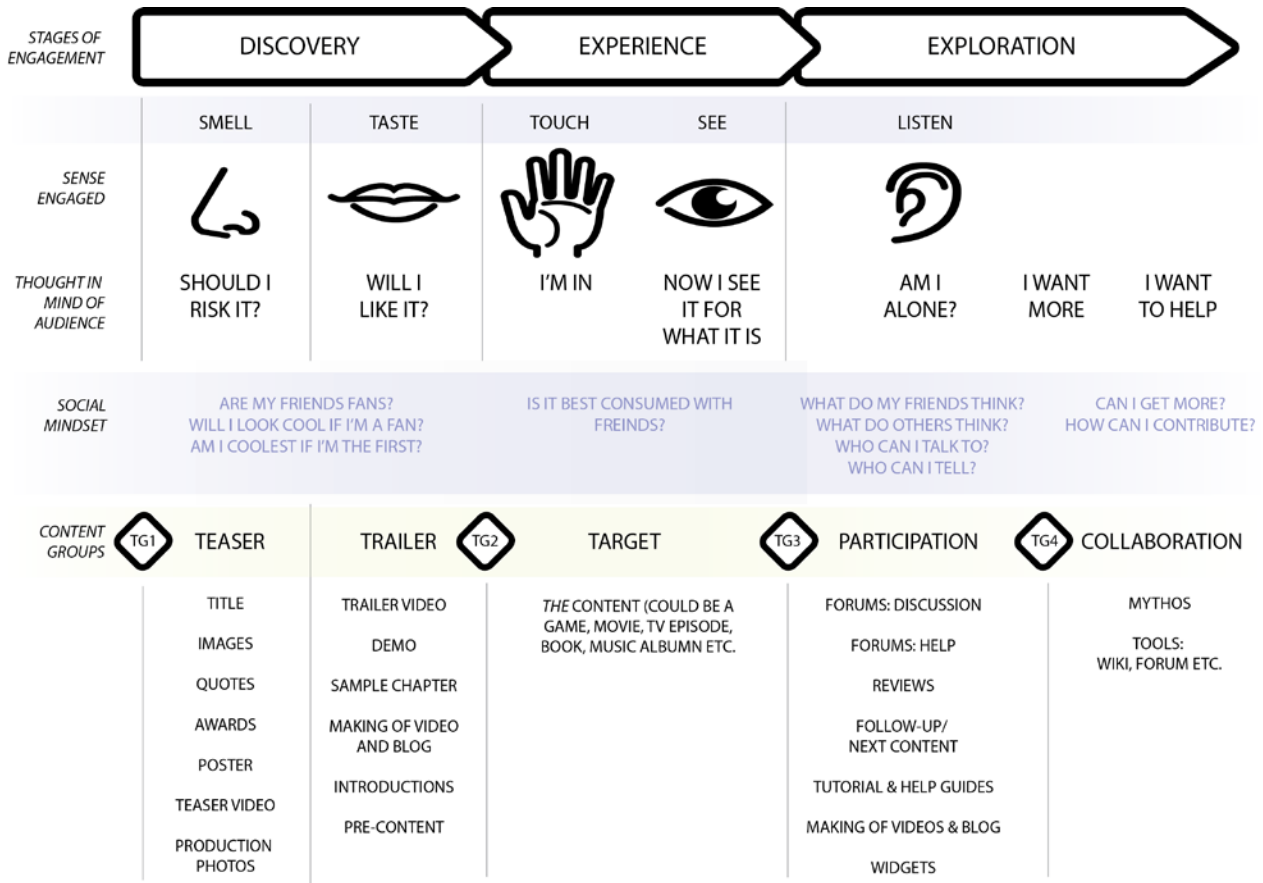 STAGES OF
ENGAGEMENT
DISCOVERY
EXPERIENCE
EXPLORATION
SENSE
ENGAGED
SMELL
TASTE
TOUCH
SEE
LISTEN
THOUGHT IN
MIND OF
AUDIENCE
SHOULD I
RISK IT?
WILL I
LIKE IT?
I'M IN
NOW I SEE
IT FOR
WHAT IT IS
AM I
ALONE?
I WANT
MORE
I WANT
TO HELP
SOCIAL
MINDSET
ARE MY FRIENDS FANS?
WILL I LOOK COOL IF I'M A FAN?
AM I COOLEST IF I'M THE FIRST?
IS IT BEST CONSUMED WITH
FREINDS?
WHAT DO MY FRIENDS THINK?
WHAT DO OTHERS THINK?
WHO CAN I TALK TO?
WHO CAN I TELL?
CAN I GET MORE?
HOW CAN I CONTRIBUTE?
CONTENT
GROUPS
TG1
TEASER
TRAILER
TG2
TARGET
TG3
PARTICIPATION
TG4
COLLABORATION
TITLE
IMAGES
QUOTES
AWARDS
POSTER
TEASER VIDEO
PRODUCTION
PHOTOS
TRAILER VIDEO
DEMO
SAMPLE CHAPTER
MAKING OF VIDEO
AND BLOG
INTRODUCTIONS
PRE-CONTENT
THE CONTENT (COULD BE A
GAME, MOVIE, TV EPISODE,
BOOK, MUSIC ALBUMN ETC.
FORUMS: DISCUSSION
FORUMS: HELP
REVIEWS
FOLLOW-UP/
NEXT CONTENT
TUTORIAL & HELP GUIDES
MAKING OF VIDEOS & BLOG
WIDGETS
MYTHOS
TOOLS:
WIKI, FORUM ETC.